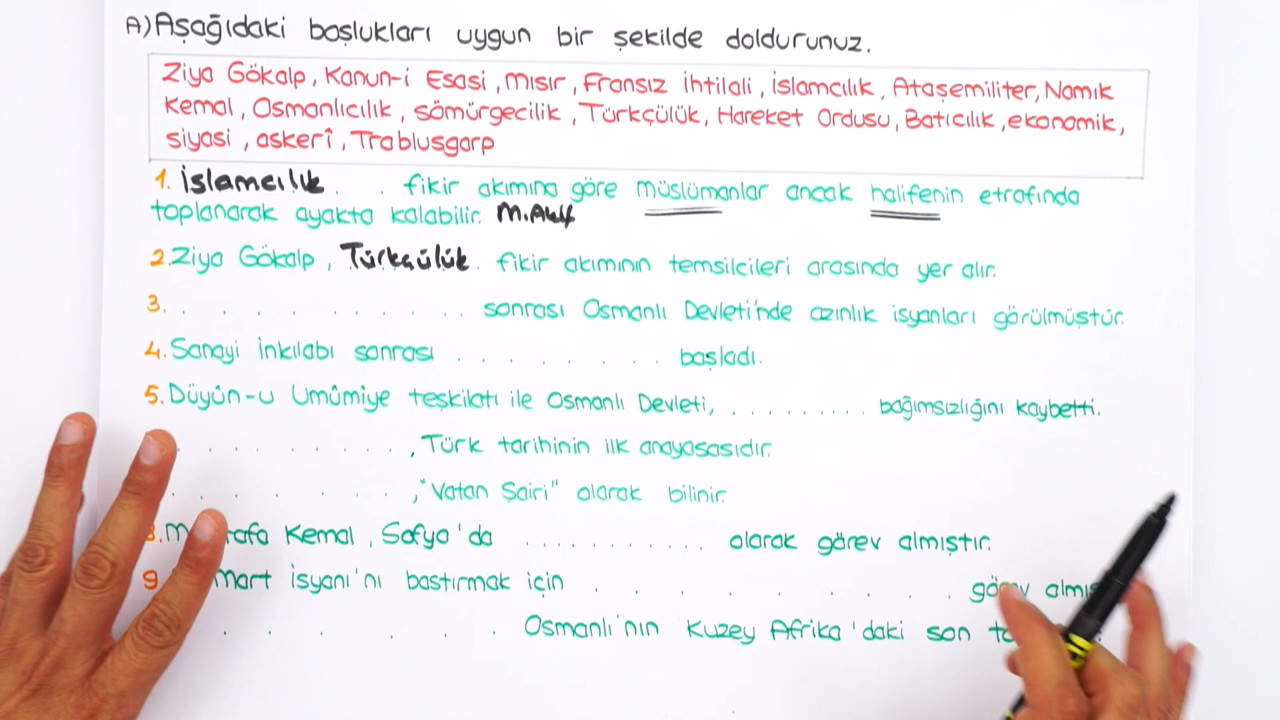 A) Aşağıdaki boşlukları uygun bir şekilde doldurunuz.
Ziya Gökalp, Kanun-i Esasi, Mısır, Fransız İhtilali, İslamcılık, Ataşemiliter, Namık
Kemal, Osmanlıcılık, sömürgecilik, Türkçülük, Hareket Ordusu, Batıcılık, ekonomik,
siyasi, askerî, Trablusgarp
1. İslamcılık . . fikir akımına göre müslümanlar ancak halifenin etrafında
toplanarak ayakta kalabilir. M.Akif
2. Ziya Gökalp, Türkçülük. fikir akımının temsilcileri arasında yer alır.
3. . . . . . . . . . . sonrası Osmanlı Devleti'nde azınlık isyanları görülmüştür.
4. Sanayi İnkılabı sonrası . . . . . . . başladı.
5. Düyûn-u Umûmiye teşkilatı ile Osmanlı Devleti, . . . . . . . . . bağımsızlığını kaybetti.
. . . . . . . , Türk tarihinin ilk anayasasıdır.
. . . . . . . , "Vatan Şairi" olarak bilinir.
Kemal, Sofya'da . . . . . . . . . . . olarak görev almıştır.
9 Mart isyanı'nı bastırmak için . . . . . . . . .
. . . . . . Osmanlı'nın Kuzey Afrika'daki son